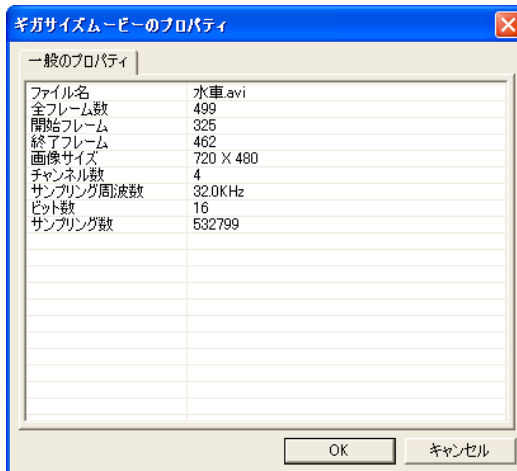 ギガサイズムービーのプロパティ
一般のプロパティ
ファイル名 水車.avi
全フレーム数 499
開始フレーム 325
終了フレーム 462
画像サイズ 720 X 480
チャンネル数 4
サンプリング周波数 32.0KHz
ビット数 16
サンプリング数 532799
OK キャンセル